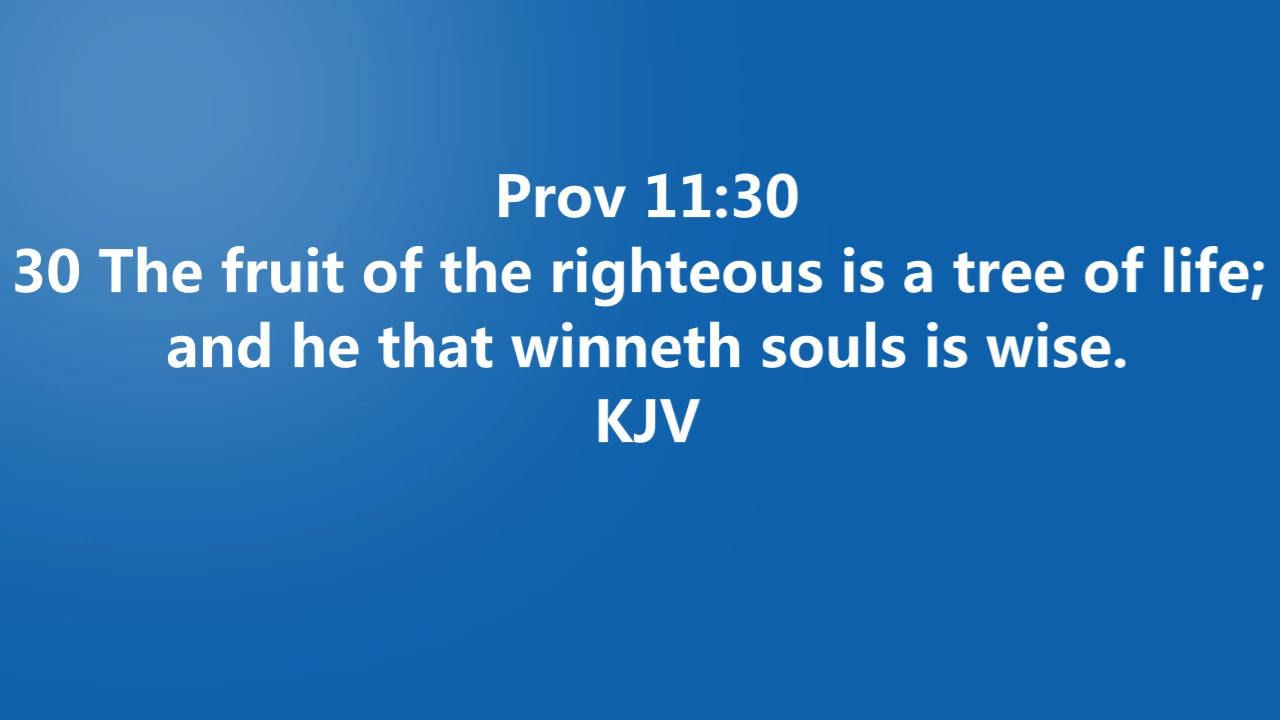 Prov 11:30
30 The fruit of the righteous is a tree of life;
and he that winneth souls is wise.
KJV